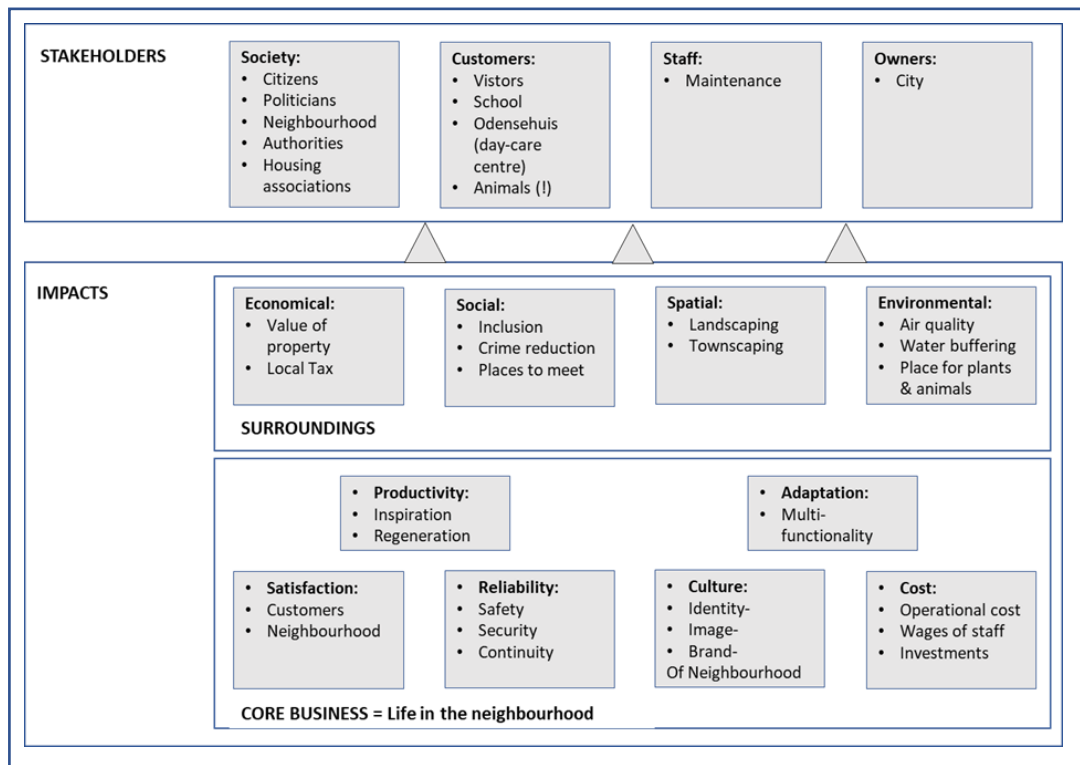 STAKEHOLDERS
Society:
• Citizens
• Politicians
• Neighbourhood
• Authorities
• Housing
associations
Customers:
• Vistors
• School
• Odensehuis
(day-care
centre)
• Animals (!)
Staff:
• Maintenance
Owners:
• City
IMPACTS
Economical:
• Value of
property
• Local Tax
Social:
• Inclusion
• Crime reduction
• Places to meet
Spatial:
• Landscaping
• Townscaping
Environmental:
• Air quality
• Water buffering
• Place for plants
& animals
SURROUNDINGS
• Productivity:
• Inspiration
• Regeneration
• Adaptation:
• Multi-
functionality
• Satisfaction:
• Customers
• Neighbourhood
• Reliability:
• Safety
• Security
• Continuity
• Culture:
• Identity-
• Image-
• Brand-
Of Neighbourhood
• Cost:
• Operational cost
• Wages of staff
• Investments
CORE BUSINESS = Life in the neighbourhood